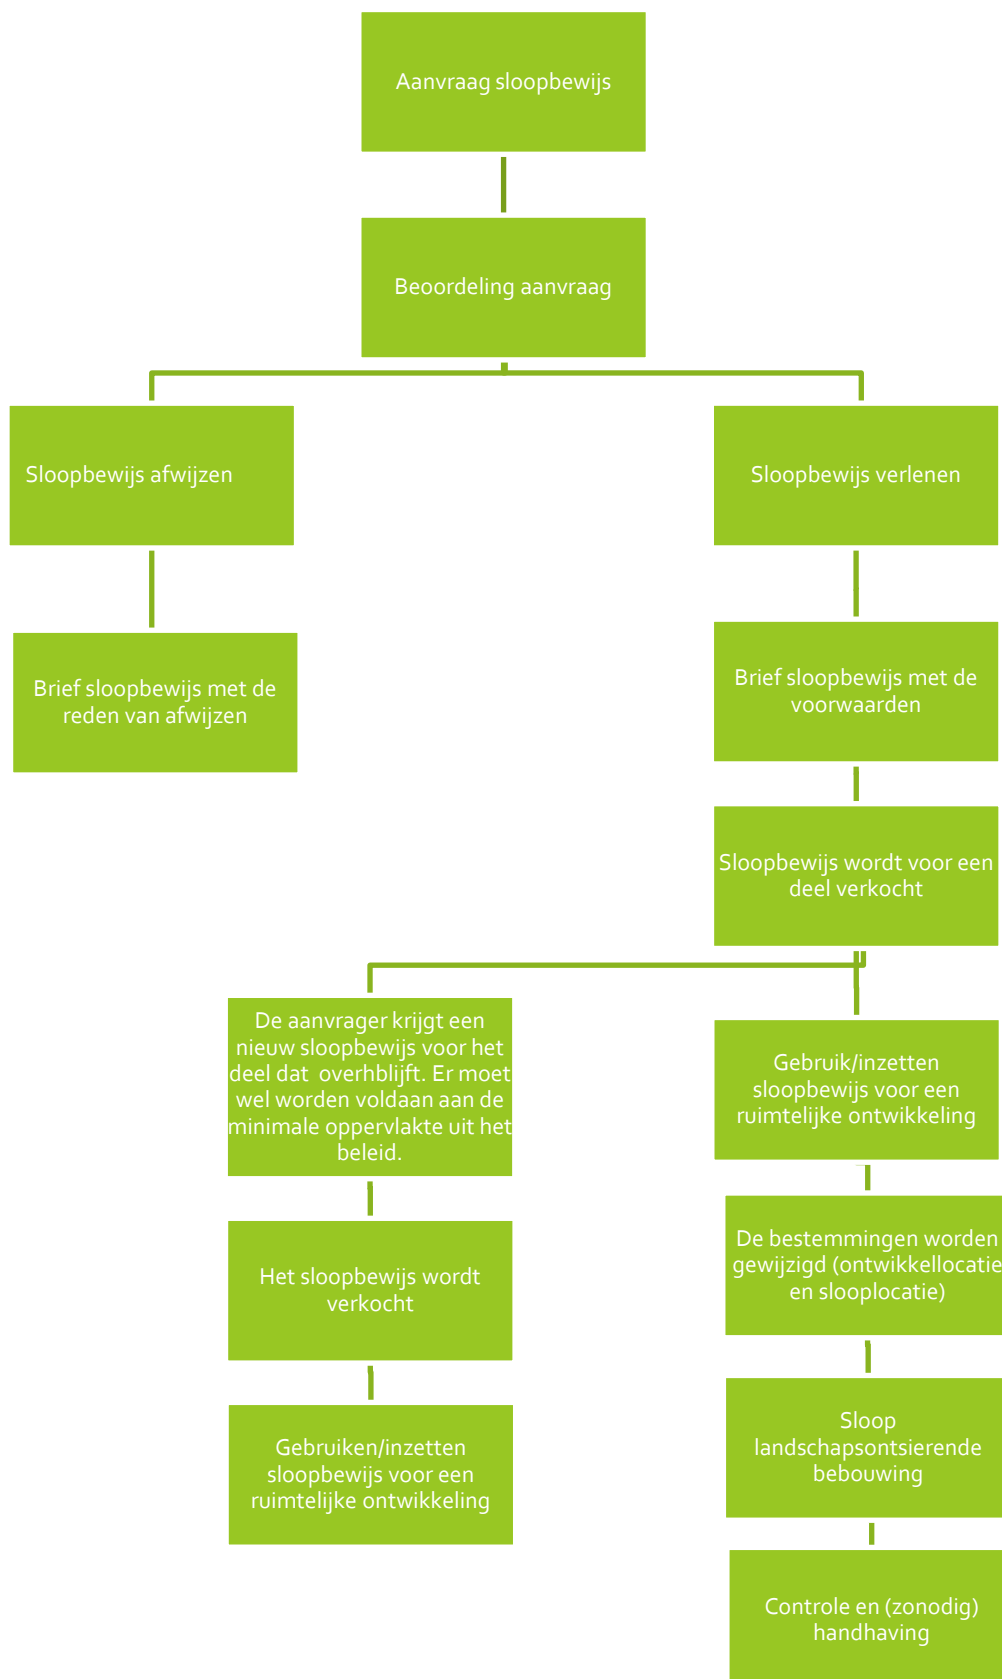 Aanvraag sloopbewijs
Beoordeling aanvraag
Sloopbewijs afwijzen
Sloopbewijs verlenen
Brief sloopbewijs met de
reden van afwijzen
Brief sloopbewijs met de
voorwaarden
Sloopbewijs wordt voor een
deel verkocht
De aanvrager krijgt een
nieuw sloopbewijs voor het
deel dat overhblijft. Er moet
wel worden voldaan aan de
minimale oppervlakte uit het
beleid.
Gebruik/inzetten
sloopbewijs voor een
ruimtelijke ontwikkeling
De bestemmingen worden
gewijzigd (ontwikkellocatie
en slooplocatie)
Het sloopbewijs wordt
verkocht
Sloop
landschapsontsierende
bebouwing
Gebruiken/inzetten
sloopbewijs voor een
ruimtelijke ontwikkeling
Controle en (zonodig)
handhaving